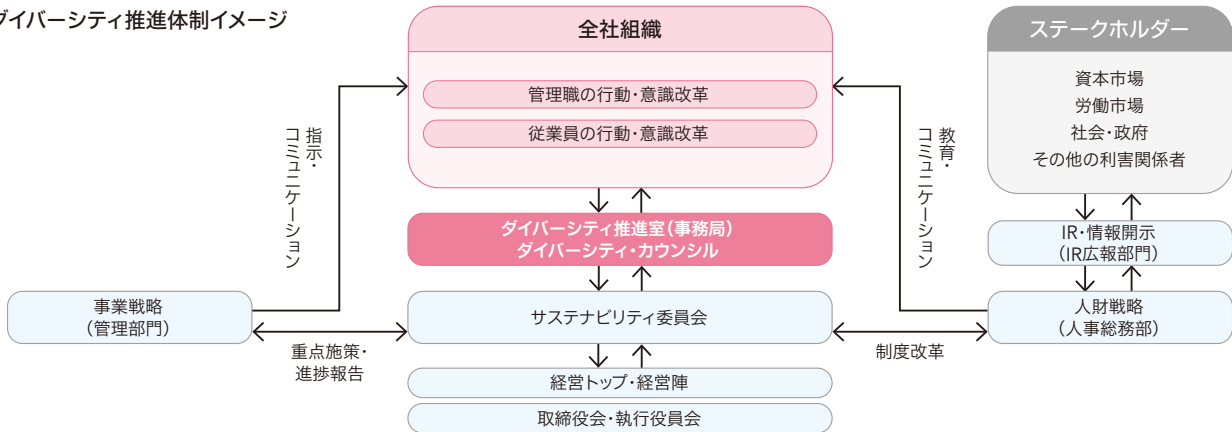 ダイバーシティ推進体制イメージ
全社組織
管理職の行動・意識改革
従業員の行動・意識改革
ステークホルダー
資本市場
労働市場
社会・政府
その他の利害関係者
指示・
コミュニケーション
教育・
コミュニケーション
ダイバーシティ推進室（事務局）
ダイバーシティ・カウンシル
IR・情報開示
（IR広報部門）
事業戦略
（管理部門）
サステナビリティ委員会
人財戦略
（人事総務部）
重点施策・
進捗報告
制度改革
経営トップ・経営陣
取締役会・執行役員会